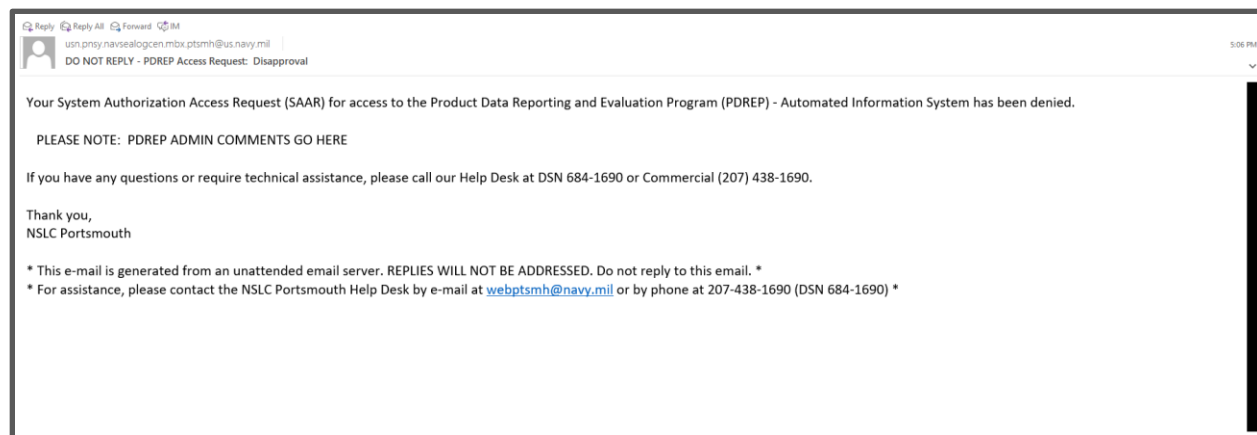 Reply Reply All Forward IM
usn.pnsy.navsealogcen.mbx.ptsmh@us.navy.mil
5:06 PM
DO NOT REPLY - PDREP Access Request: Disapproval
Your System Authorization Access Request (SAAR) for access to the Product Data Reporting and Evaluation Program (PDREP) - Automated Information System has been denied.
PLEASE NOTE: PDREP ADMIN COMMENTS GO HERE
If you have any questions or require technical assistance, please call our Help Desk at DSN 684-1690 or Commercial (207) 438-1690.
Thank you,
NSLC Portsmouth
* This e-mail is generated from an unattended email server. REPLIES WILL NOT BE ADDRESSED. Do not reply to this email. *
* For assistance, please contact the NSLC Portsmouth Help Desk by e-mail at webptsmh@navy.mil or by phone at 207-438-1690 (DSN 684-1690) *